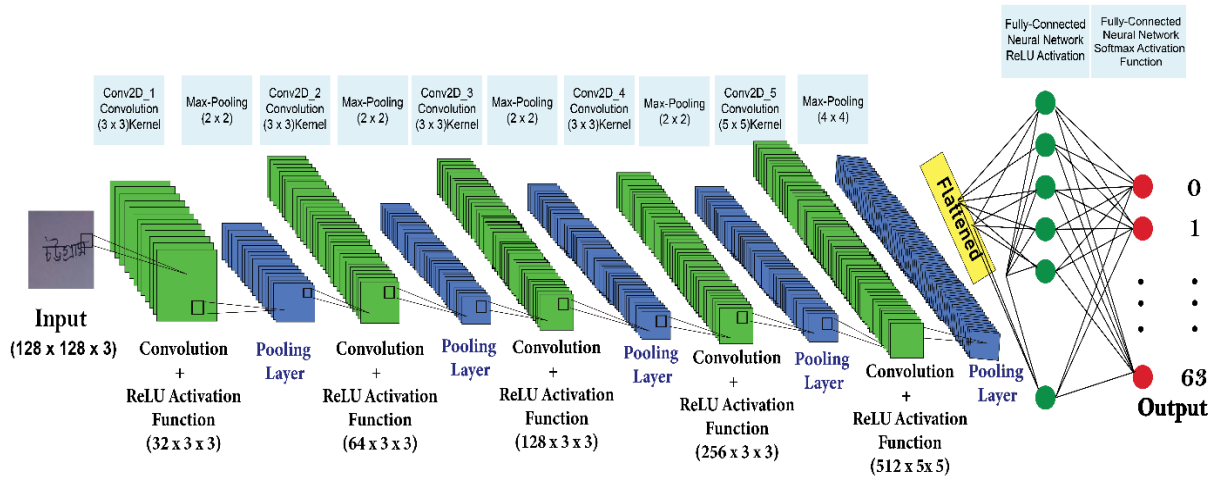 Fully-Connected
Neural Network
ReLU Activation
Fully-Connected
Neural Network
Softmax Activation
Function
Conv2D_1
Convolution
(3 x 3)Kernel
Max-Pooling
(2 x 2)
Conv2D_2
Convolution
(3 x 3)Kernel
Max-Pooling
(2 x 2)
Conv2D_3
Convolution
(3 x 3)Kernel
Max-Pooling
(2 x 2)
Conv2D_4
Convolution
(3 x 3)Kernel
Max-Pooling
(2 x 2)
Conv2D_5
Convolution
(5 x 5)Kernel
Max-Pooling
(4 x 4)
Flattened
0
1
63
Output
Input
(128 x 128 x 3)
Convolution
+
ReLU Activation
Function
(32 x 3 x 3)
Pooling
Layer
Convolution
+
ReLU Activation
Function
(64 x 3 x 3)
Pooling
Layer
Convolution
+
ReLU Activation
Function
(128 x 3 x 3)
Pooling
Layer
Convolution
+
ReLU Activation
Function
(256 x 3 x 3)
Pooling
Layer
Convolution
+
ReLU Activation
Function
(512 x 5x 5)
Pooling
Layer